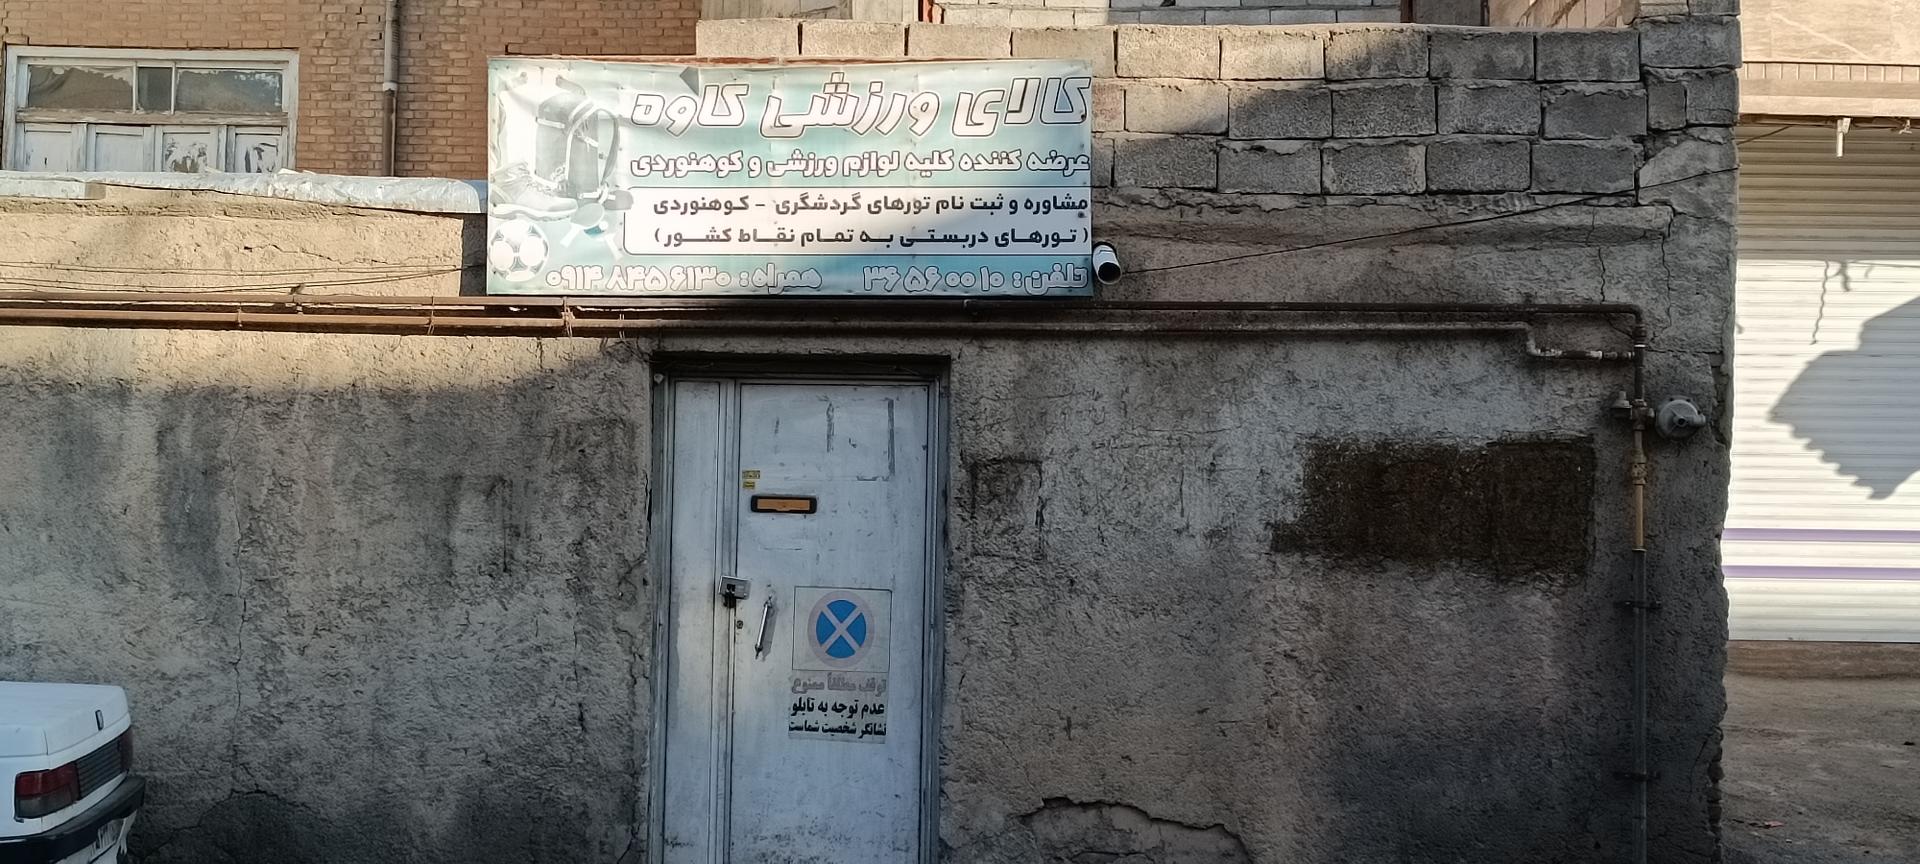 کالای ورزشی کاوه
عرضه کننده کلیه لوازم ورزشی و کوهنوردی
مشاوره و ثبت نام تورهای گردشگری - کوهنوردی
( تورهای دربستی به تمام نقاط کشور )
تلفن: ۳۶۵۶۰۰۱۰ همراه: ۰۹۱۴۸۴۵۶۱۳۰
توقف مطلقاً ممنوع
عدم توجه به تابلو
نشانگر شخصیت شماست